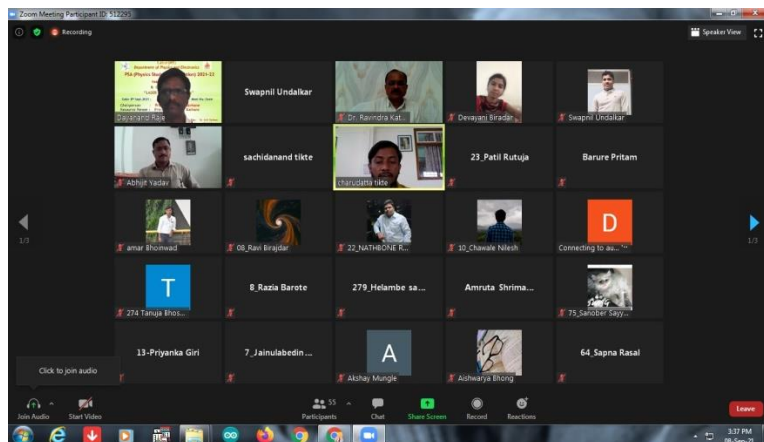 Zoom Meeting Participant ID: 512295
Recording
Speaker View
Dayanand Raje
Swapnil Undalkar
Dr. Ravindra Kat...
Devayani Biradar
Swapnil Undalkar
Abhijit Yadav
sachidanand tikte
charudatta tikte
23_Patil Rutuja
Barure Pritam
amar Bhoinwad
08_Ravi Birajdar
22_NATHBONE R...
10_Chawale Nilesh
D
Connecting to au...
1/3
1/3
T
274 Tanuja Bhos...
8_Razia Barote
279_Helambe sa...
Amruta Shrima...
75_Sanober Sayy...
13-Priyanka Giri
7_Jainulabedin ...
A
Akshay Mungle
Aishwarya Bhong
64_Sapna Rasal
Click to join audio
Join Audio
Start Video
55
Participants
Chat
Share Screen
Record
Reactions
Leave
3:37 PM
08-Sep-21